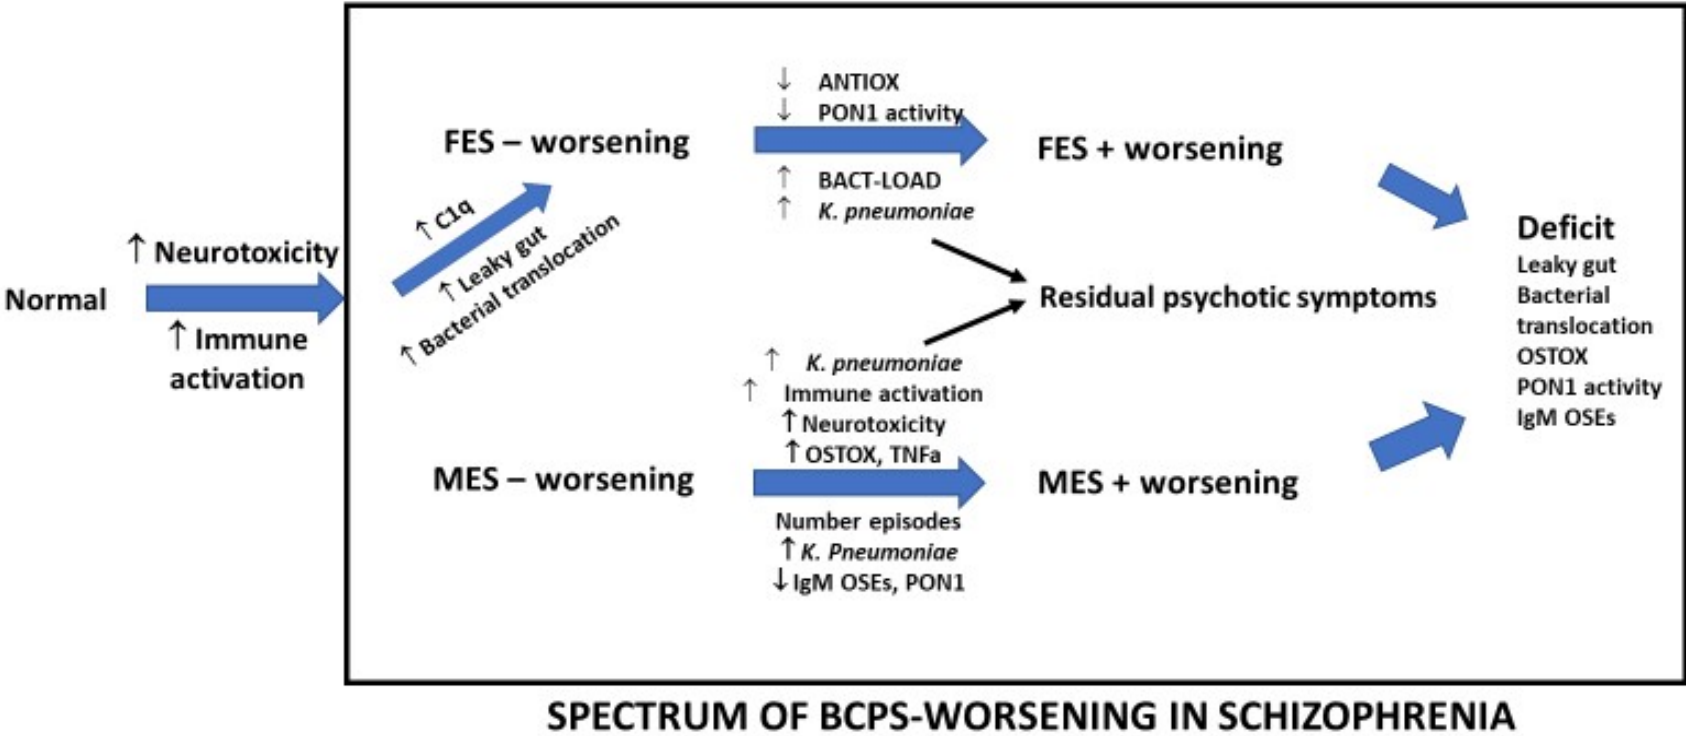 ↓ ANTIOX
↓ PON1 activity
FES – worsening
FES + worsening
↑ BACT-LOAD
↑ K. pneumoniae
↑ C1q
↑ Leaky gut
↑ Bacterial translocation
↑ Neurotoxicity
Normal
↑ Immune
activation
Residual psychotic symptoms
Deficit
Leaky gut
Bacterial
translocation
OSTOX
PON1 activity
IgM OSEs
↑ K. pneumoniae
↑ Immune activation
↑ Neurotoxicity
↑ OSTOX, TNFa
MES – worsening
MES + worsening
Number episodes
↑ K. Pneumoniae
↓ IgM OSEs, PON1
SPECTRUM OF BCPS-WORSENING IN SCHIZOPHRENIA